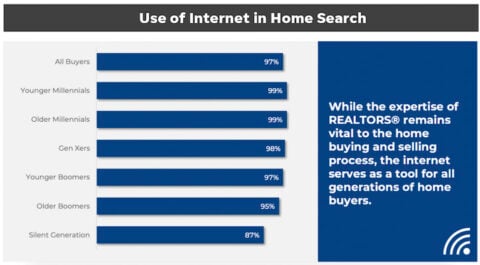 Use of Internet in Home Search
All Buyers 97%
Younger Millennials 99%
Older Millennials 99%
Gen Xers 98%
Younger Boomers 97%
Older Boomers 95%
Silent Generation 87%
While the expertise of
REALTORS® remains
vital to the home
buying and selling
process, the internet
serves as a tool for all
generations of home
buyers.